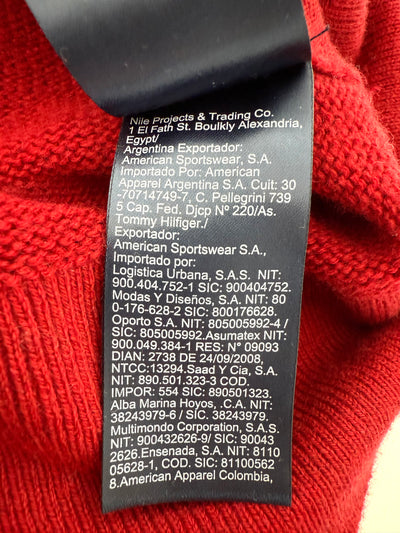 Nile Projects & Trading Co.
1 El Fath St. Boulkly Alexandria,
Egypt/
Argentina Exportador:
American Sportswear, S.A.
Importado Por: American
Apparel Argentina S.A. Cuit: 30
-70714749-7, C. Pellegrini 739
5 Cap. Fed. Djcp N° 220/As.
Tommy Hilfiger./
Exportador:
American Sportswear S.A.,
Importado por:
Logistica Urbana, S.A.S. NIT:
900.404.752-1 SIC: 900404752.
Modas Y Diseños, S.A. NIT: 80
0-176-628-2 SIC: 800176628.
Oporto S.A. NIT: 805005992-4 /
SIC: 805005992.Asumatex NIT:
900.049.384-1 RES: N° 09093
DIAN: 2738 DE 24/09/2008,
NTCC:13294.Saad Y Cia, S.A.
NIT: 890.501.323-3 COD.
IMPOR: 554 SIC: 890501323.
Alba Marina Hoyos, .C.A. NIT:
38243979-6 / SIC: 38243979.
Multimondo Corporation, S.A.
NIT: 900432626-9/ SIC: 90043
2626.Ensenada, S.A. NIT: 8110
05628-1, COD. SIC: 81100562
8.American Apparel Colombia,